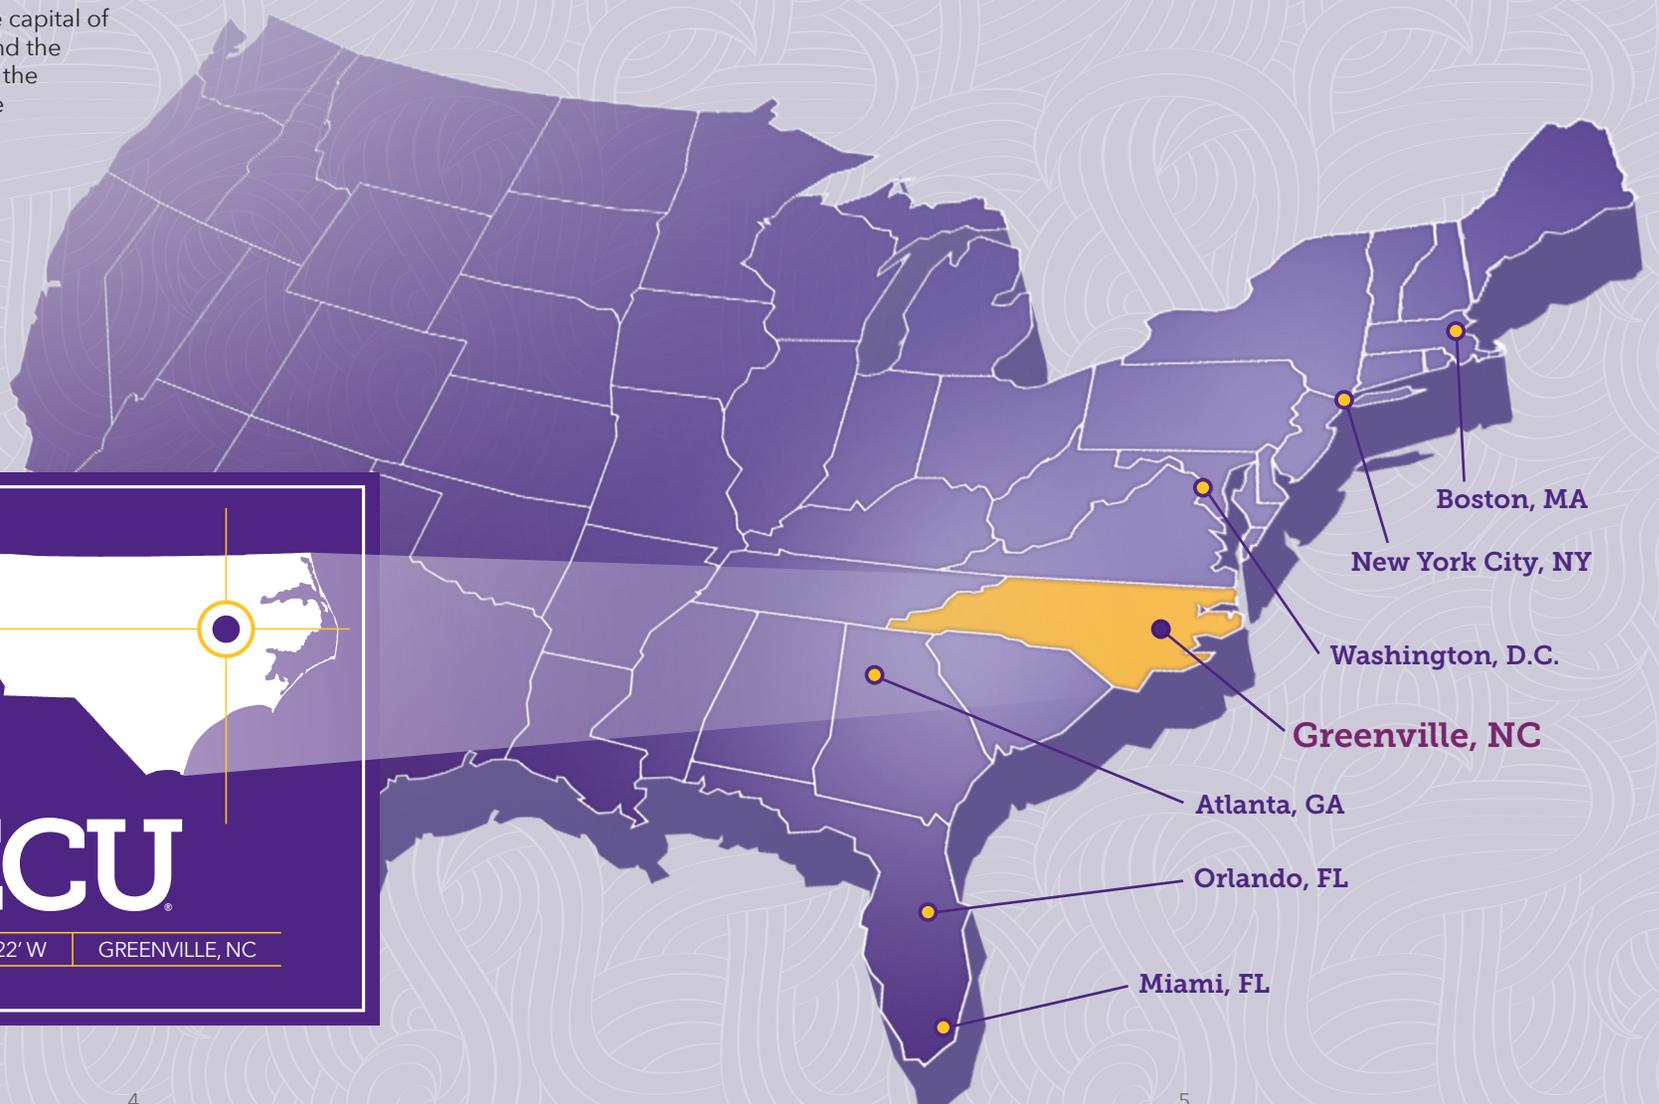 capital of
the
the
Boston, MA
New York City, NY
Washington, D.C.
Greenville, NC
Atlanta, GA
Orlando, FL
Miami, FL
CU®
22' W
GREENVILLE, NC
4
5